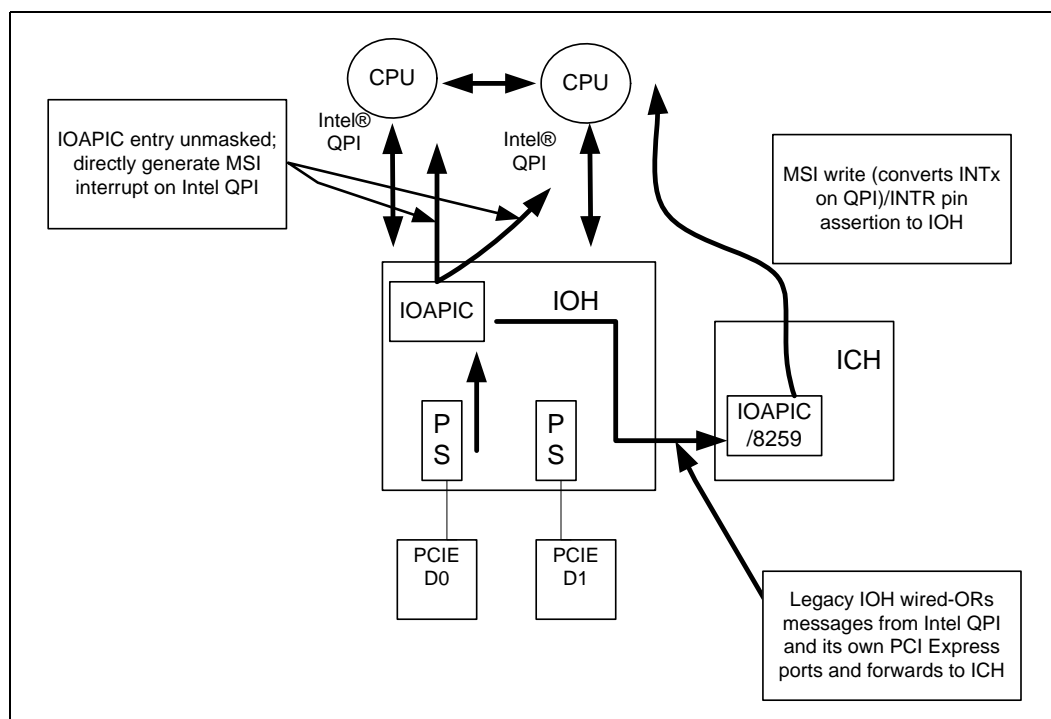 CPU
CPU
Intel®
QPI
Intel®
QPI
IOAPIC entry unmasked;
directly generate MSI
interrupt on Intel QPI
MSI write (converts INTx
on QPI)/INTR pin
assertion to IOH
IOAPIC
IOH
ICH
IOAPIC
/8259
P
S
P
S
PCIE
D0
PCIE
D1
Legacy IOH wired-ORs
messages from Intel QPI
and its own PCI Express
ports and forwards to ICH